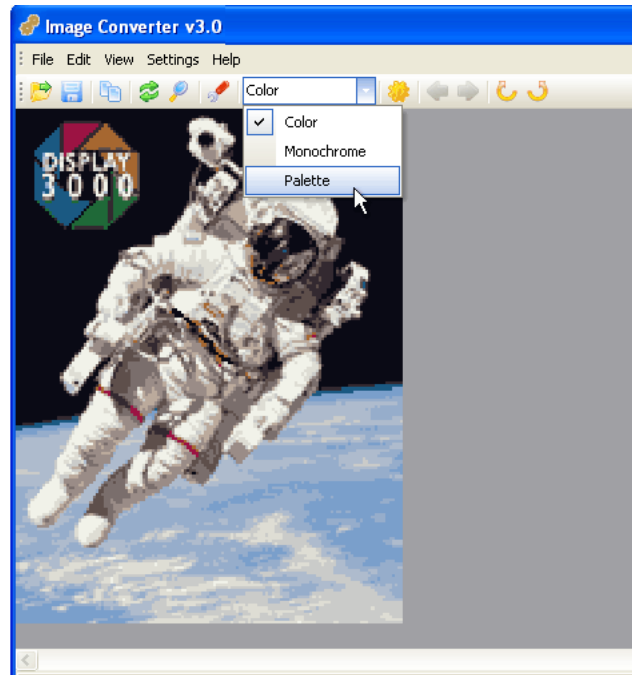 Image Converter v3.0
File Edit View Settings Help
Color
Color
Monochrome
Palette
DISPLAY
3000